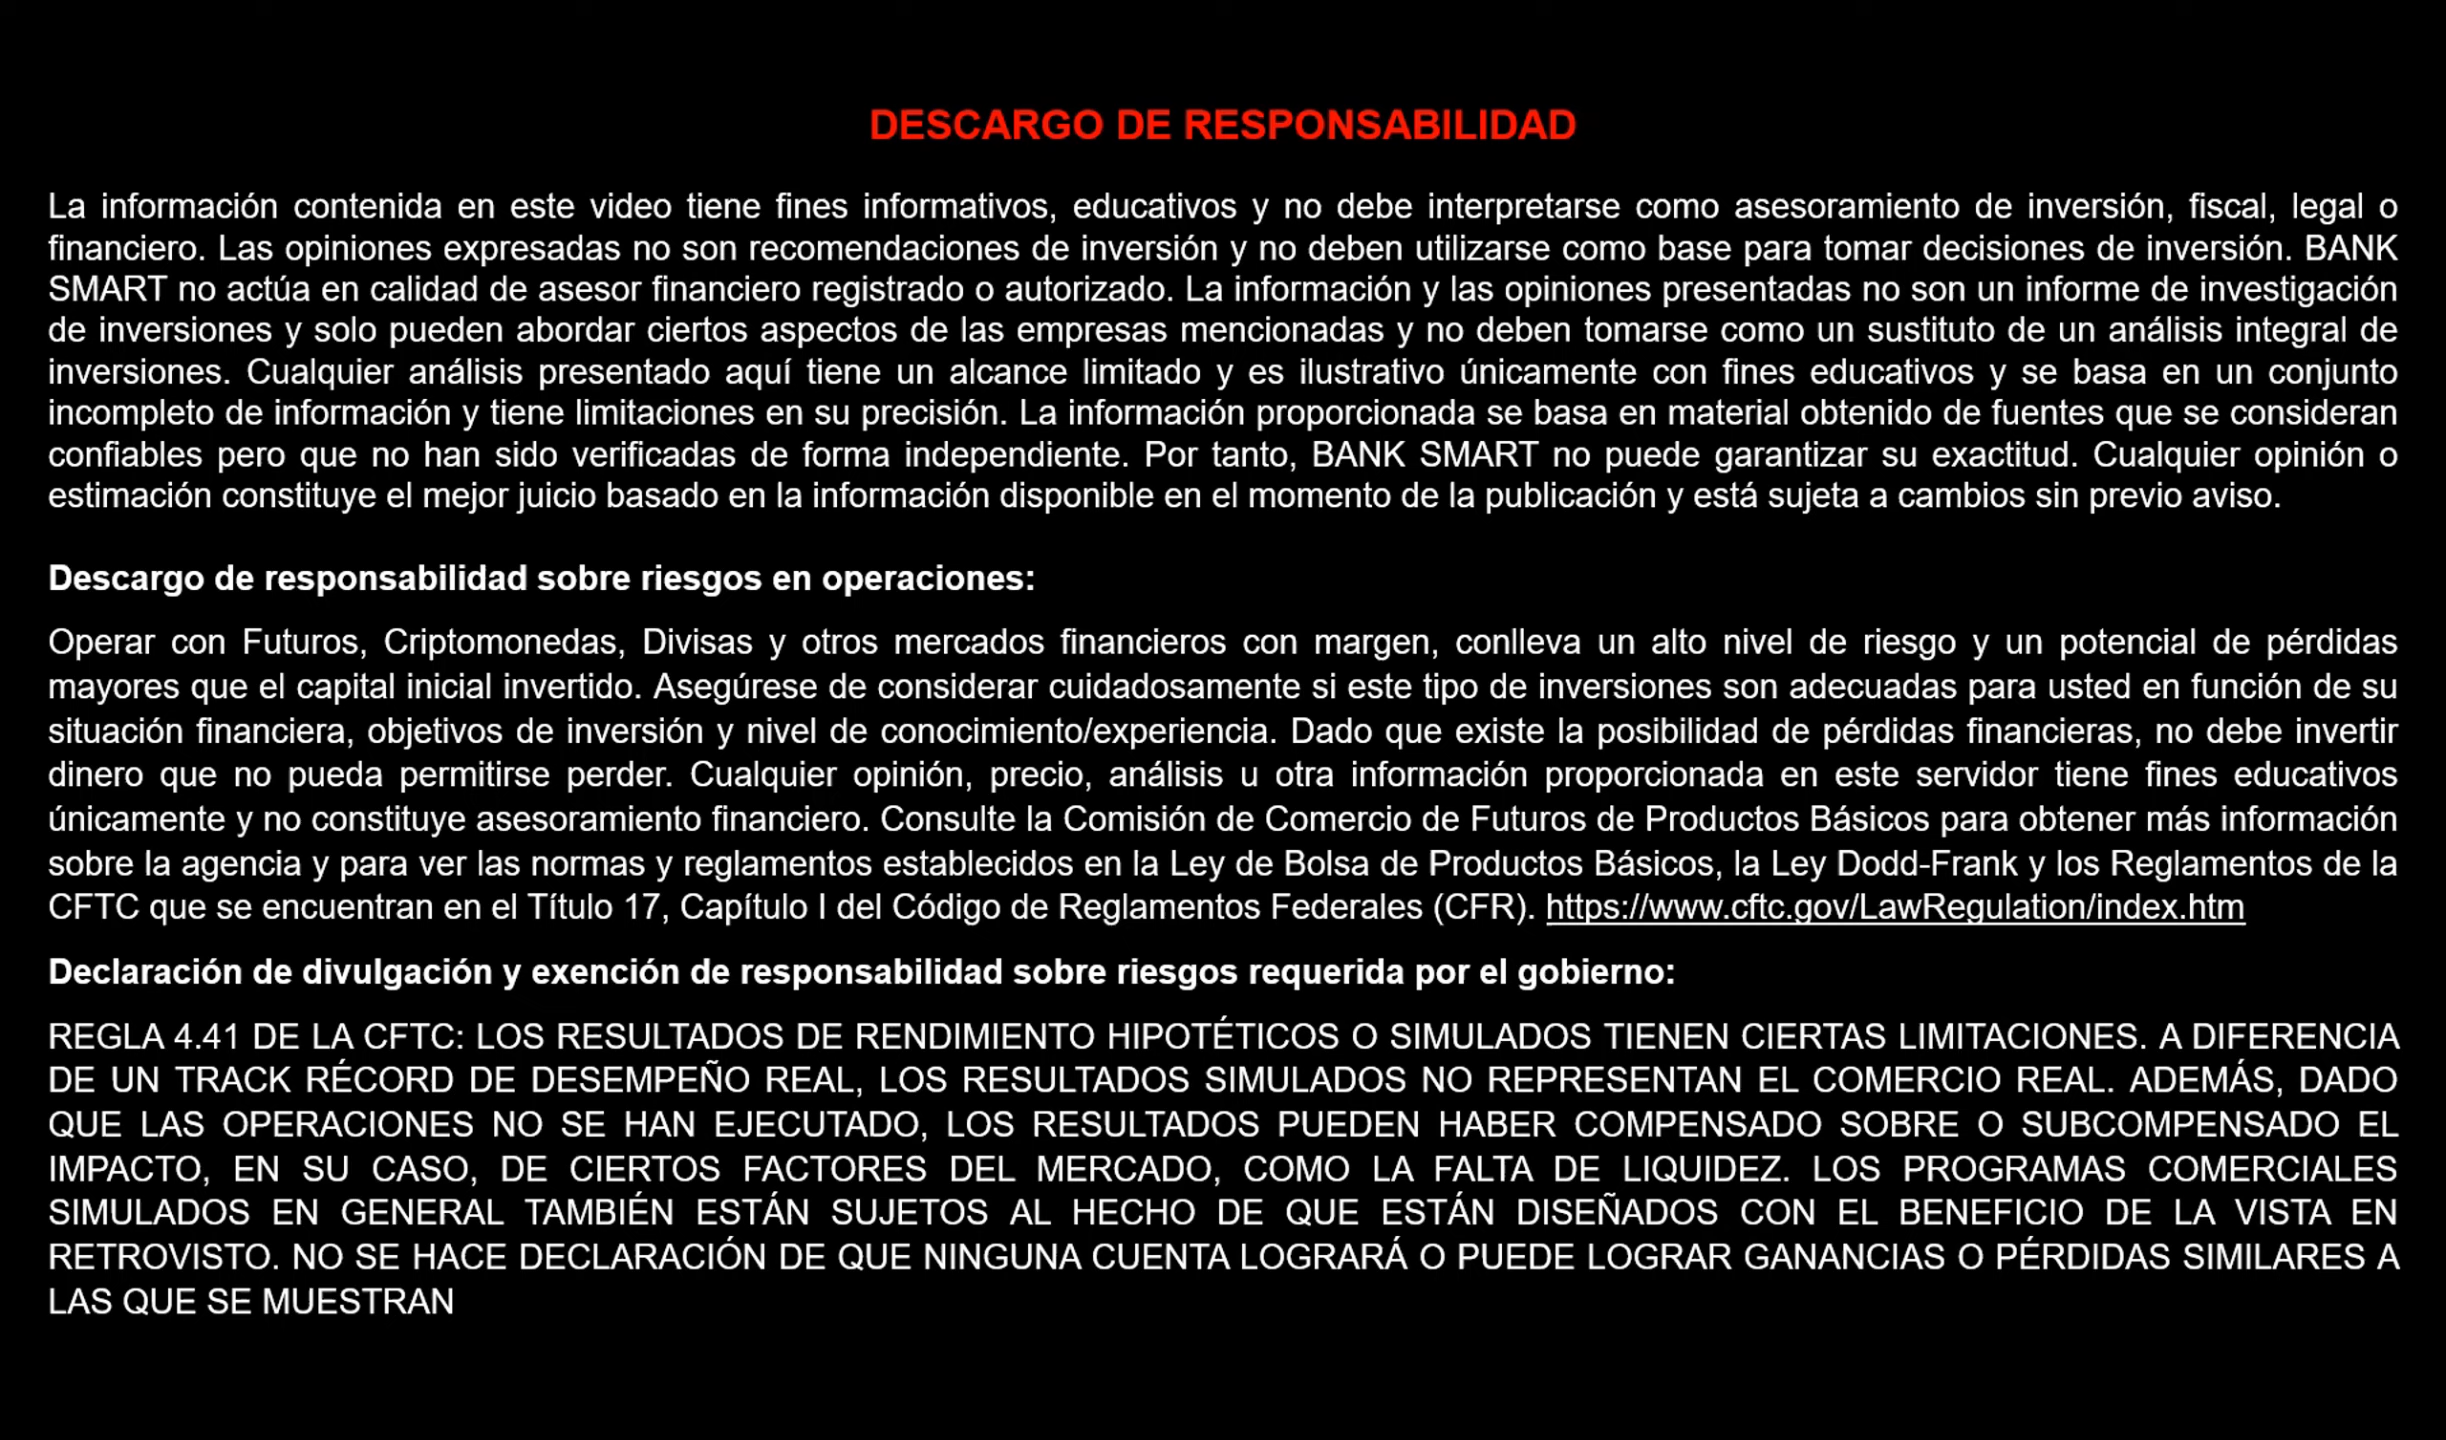 DESCARGO DE RESPONSABILIDAD
La información contenida en este video tiene fines informativos, educativos y no debe interpretarse como asesoramiento de inversión, fiscal, legal o
financiero. Las opiniones expresadas no son recomendaciones de inversión y no deben utilizarse como base para tomar decisiones de inversión. BANK
SMART no actúa en calidad de asesor financiero registrado o autorizado. La información y las opiniones presentadas no son un informe de investigación
de inversiones y solo pueden abordar ciertos aspectos de las empresas mencionadas y no deben tomarse como un sustituto de un análisis integral de
inversiones. Cualquier análisis presentado aquí tiene un alcance limitado y es ilustrativo únicamente con fines educativos y se basa en un conjunto
incompleto de información y tiene limitaciones en su precisión. La información proporcionada se basa en material obtenido de fuentes que se consideran
confiables pero que no han sido verificadas de forma independiente. Por tanto, BANK SMART no puede garantizar su exactitud. Cualquier opinión o
estimación constituye el mejor juicio basado en la información disponible en el momento de la publicación y está sujeta a cambios sin previo aviso.
Descargo de responsabilidad sobre riesgos en operaciones:
Operar con Futuros, Criptomonedas, Divisas y otros mercados financieros con margen, conlleva un alto nivel de riesgo y un potencial de pérdidas
mayores que el capital inicial invertido. Asegúrese de considerar cuidadosamente si este tipo de inversiones son adecuadas para usted en función de su
situación financiera, objetivos de inversión y nivel de conocimiento/experiencia. Dado que existe la posibilidad de pérdidas financieras, no debe invertir
dinero que no pueda permitirse perder. Cualquier opinión, precio, análisis u otra información proporcionada en este servidor tiene fines educativos
únicamente y no constituye asesoramiento financiero. Consulte la Comisión de Comercio de Futuros de Productos Básicos para obtener más información
sobre la agencia y para ver las normas y reglamentos establecidos en la Ley de Bolsa de Productos Básicos, la Ley Dodd-Frank y los Reglamentos de la
CFTC que se encuentran en el Título 17, Capítulo I del Código de Reglamentos Federales (CFR). https://www.cftc.gov/LawRegulation/index.htm
Declaración de divulgación y exención de responsabilidad sobre riesgos requerida por el gobierno:
REGLA 4.41 DE LA CFTC: LOS RESULTADOS DE RENDIMIENTO HIPOTÉTICOS O SIMULADOS TIENEN CIERTAS LIMITACIONES. A DIFERENCIA
DE UN TRACK RÉCORD DE DESEMPEÑO REAL, LOS RESULTADOS SIMULADOS NO REPRESENTAN EL COMERCIO REAL. ADEMÁS, DADO
QUE LAS OPERACIONES NO SE HAN EJECUTADO, LOS RESULTADOS PUEDEN HABER COMPENSADO SOBRE O SUBCOMPENSADO EL
IMPACTO, EN SU CASO, DE CIERTOS FACTORES DEL MERCADO, COMO LA FALTA DE LIQUIDEZ. LOS PROGRAMAS COMERCIALES
SIMULADOS EN GENERAL TAMBIÉN ESTÁN SUJETOS AL HECHO DE QUE ESTÁN DISEÑADOS CON EL BENEFICIO DE LA VISTA EN
RETROVISTO. NO SE HACE DECLARACIÓN DE QUE NINGUNA CUENTA LOGRARÁ O PUEDE LOGRAR GANANCIAS O PÉRDIDAS SIMILARES A
LAS QUE SE MUESTRAN